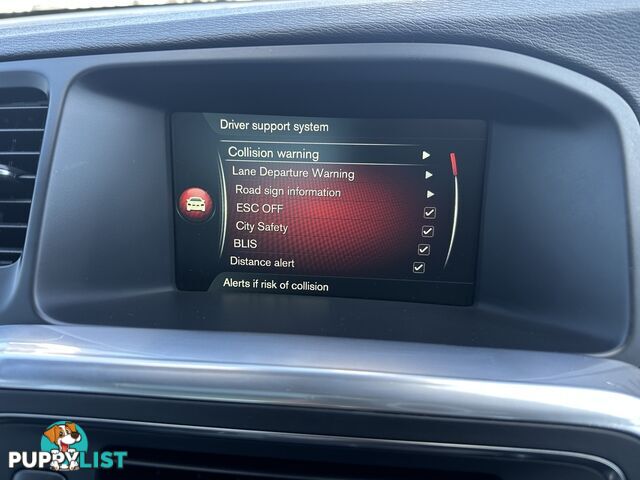 Driver support system
Collision warning
Lane Departure Warning
Road sign information
ESC OFF
City Safety
BLIS
Distance alert
Alerts if risk of collision
PUPPYLIST